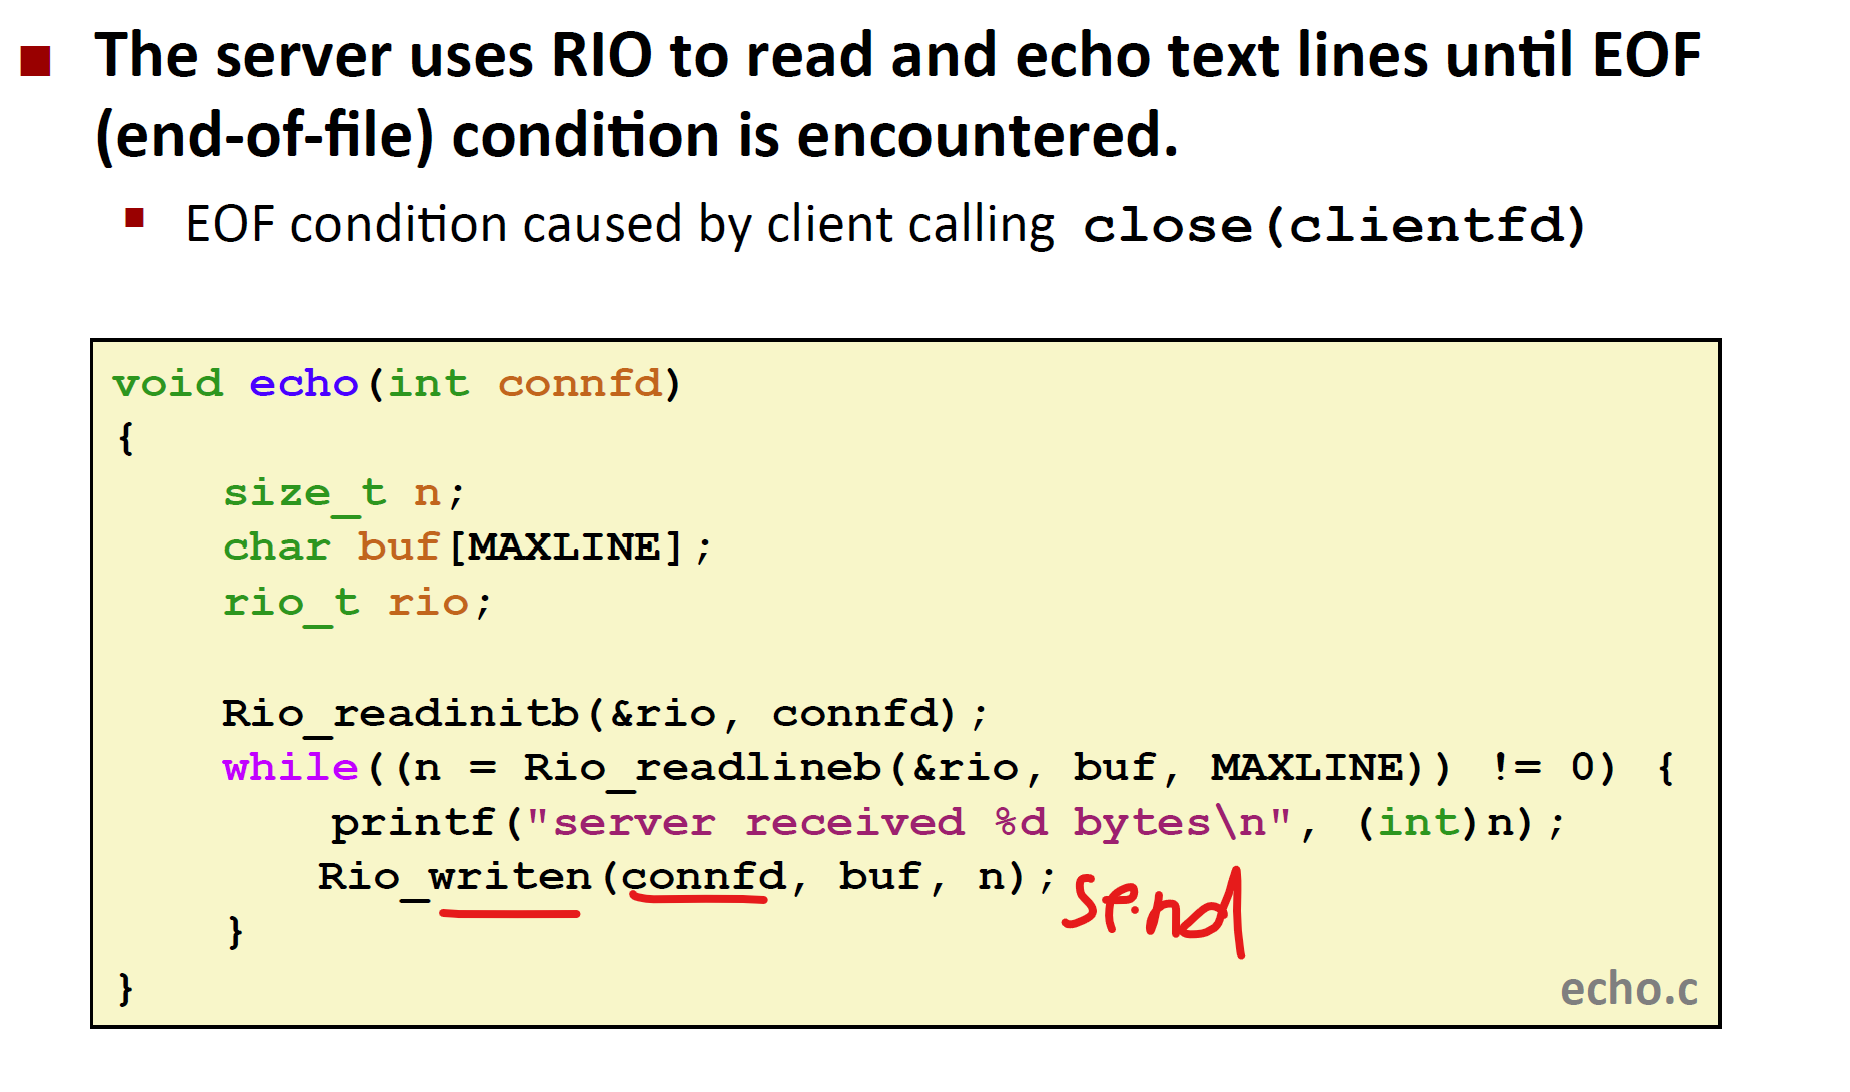 The server uses RIO to read and echo text lines until EOF
(end-of-file) condition is encountered.
EOF condition caused by client calling close(clientfd)
void echo(int connfd)
{
size_t n;
char buf[MAXLINE];
rio_t rio;
Rio_readinitb(&rio, connfd);
while((n = Rio_readlineb(&rio, buf, MAXLINE)) != 0) {
printf("server received %d bytes\n", (int)n);
Rio_writen(connfd, buf, n); send
}
}
echo.c